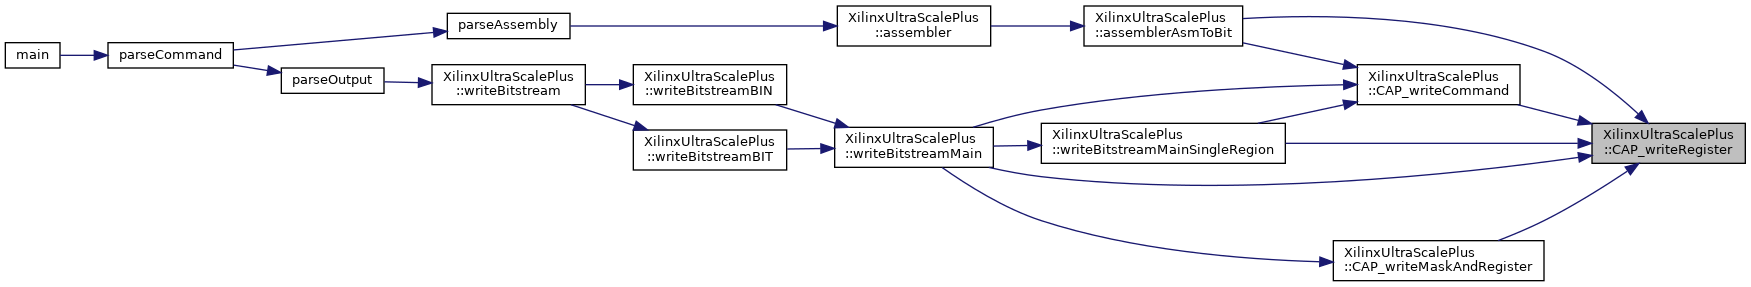 main
parseCommand
parseAssembly
parseOutput
XilinxUltraScalePlus
::writeBitstream
XilinxUltraScalePlus
::writeBitstreamBIN
XilinxUltraScalePlus
::writeBitstreamBIT
XilinxUltraScalePlus
::assembler
XilinxUltraScalePlus
::writeBitstreamMain
XilinxUltraScalePlus
::assemblerAsmToBit
XilinxUltraScalePlus
::writeBitstreamMainSingleRegion
XilinxUltraScalePlus
::CAP_writeCommand
XilinxUltraScalePlus
::CAP_writeMaskAndRegister
XilinxUltraScalePlus
::CAP_writeRegister